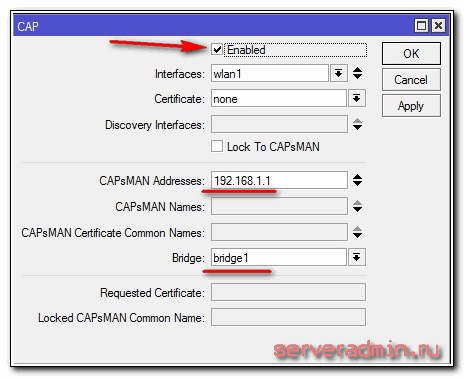 CAP
Enabled
OK
Interfaces: wlan1
Cancel
Certificate: none
Apply
Discovery Interfaces:
Lock To CAPsMAN
CAPsMAN Addresses: 192.168.1.1
CAPsMAN Names:
CAPsMAN Certificate Common Names:
Bridge: bridge1
Requested Certificate:
Locked CAPsMAN Common Name:
serveradmin.ru